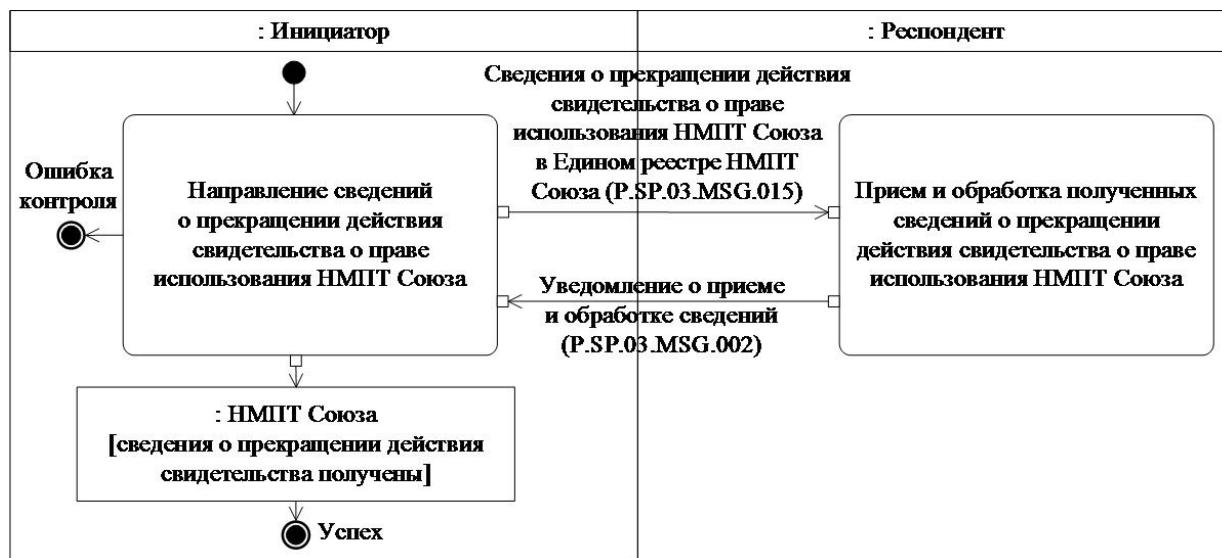 : Инициатор
: Респондент
Сведения о прекращении действия
свидетельства о праве
использования НМПТ Союза
в Едином реестре НМПТ
Союза (P.SP.03.MSG.015)
Ошибка
контроля
Направление сведений
о прекращении действия
свидетельства о праве
использования НМПТ Союза
Прием и обработка полученных
сведений о прекращении
действия свидетельства о праве
использования НМПТ Союза
Уведомление о приеме
и обработке сведений
(P.SP.03.MSG.002)
: НМПТ Союза
[сведения о прекращении действия
свидетельства получены]
Успех